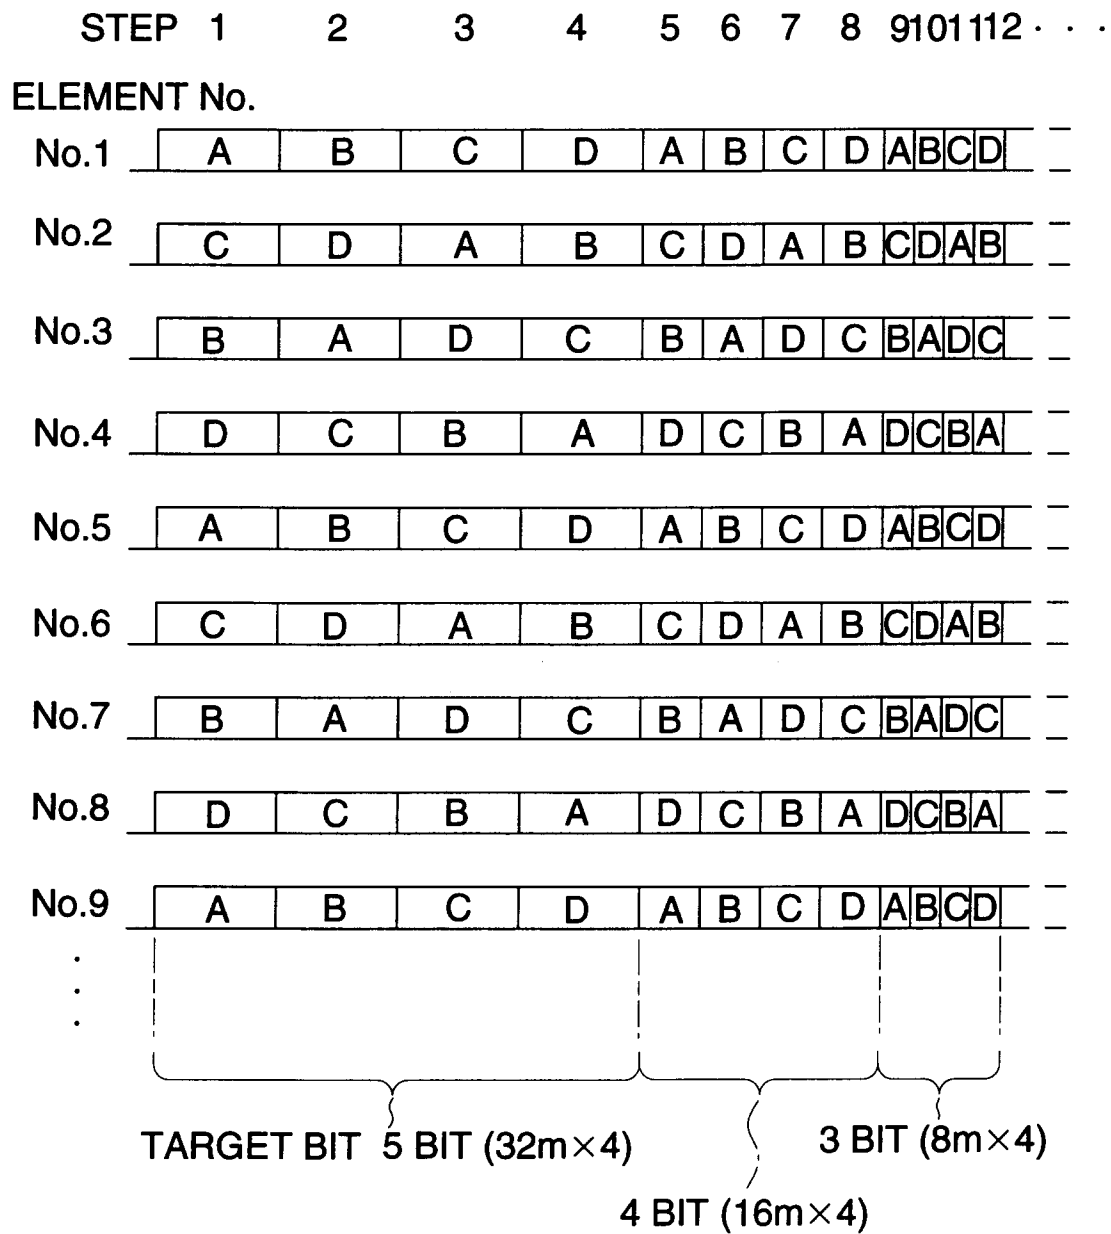 STEP 1 2 3 4 5 6 7 8 9 10 11 12 · · ·
ELEMENT No.
No.1 A B C D A B C D A B C D
No.2 C D A B C D A B C D A B
No.3 B A D C B A D C B A D C
No.4 D C B A D C B A D C B A
No.5 A B C D A B C D A B C D
No.6 C D A B C D A B C D A B
No.7 B A D C B A D C B A D C
No.8 D C B A D C B A D C B A
No.9 A B C D A B C D A B C D
TARGET BIT 5 BIT (32m×4)
3 BIT (8m×4)
4 BIT (16m×4)